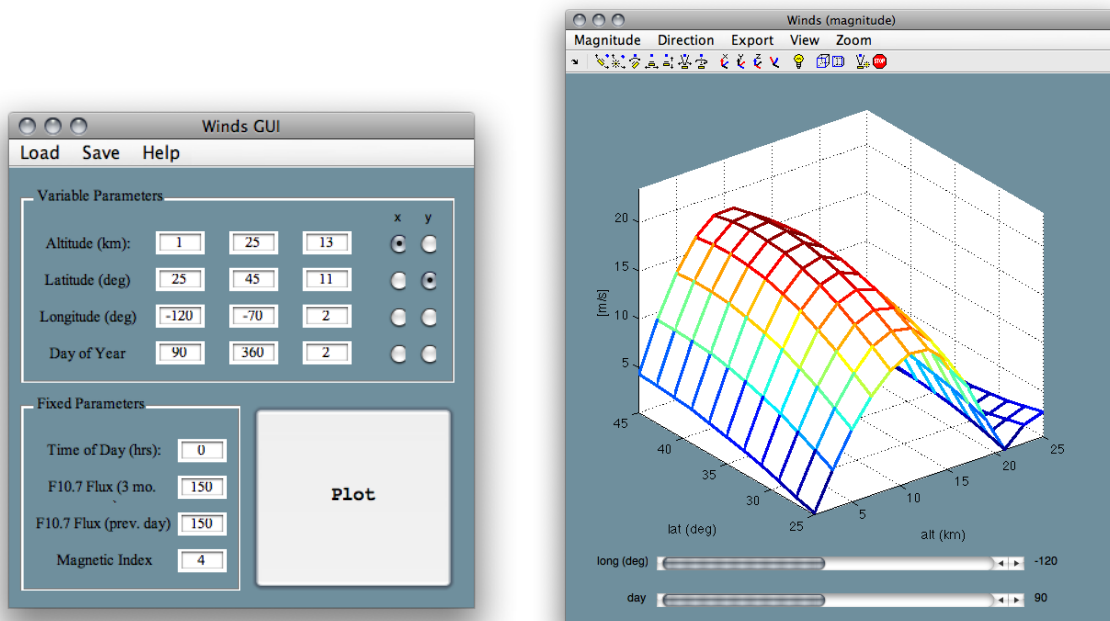 Winds GUI
Load Save Help
Variable Parameters
x y
Altitude (km): 1 25 13
Latitude (deg) 25 45 11
Longitude (deg) -120 -70 2
Day of Year 90 360 2
Fixed Parameters
Time of Day (hrs): 0
F10.7 Flux (3 mo. 150
F10.7 Flux (prev. day) 150
Magnetic Index 4
Plot
Winds (magnitude)
Magnitude Direction Export View Zoom
X Y Z
STOP
[m/s]
20
15
10
5
45
40
35
30
25
lat (deg)
5
10
15
20
25
alt (km)
long (deg) -120
day 90